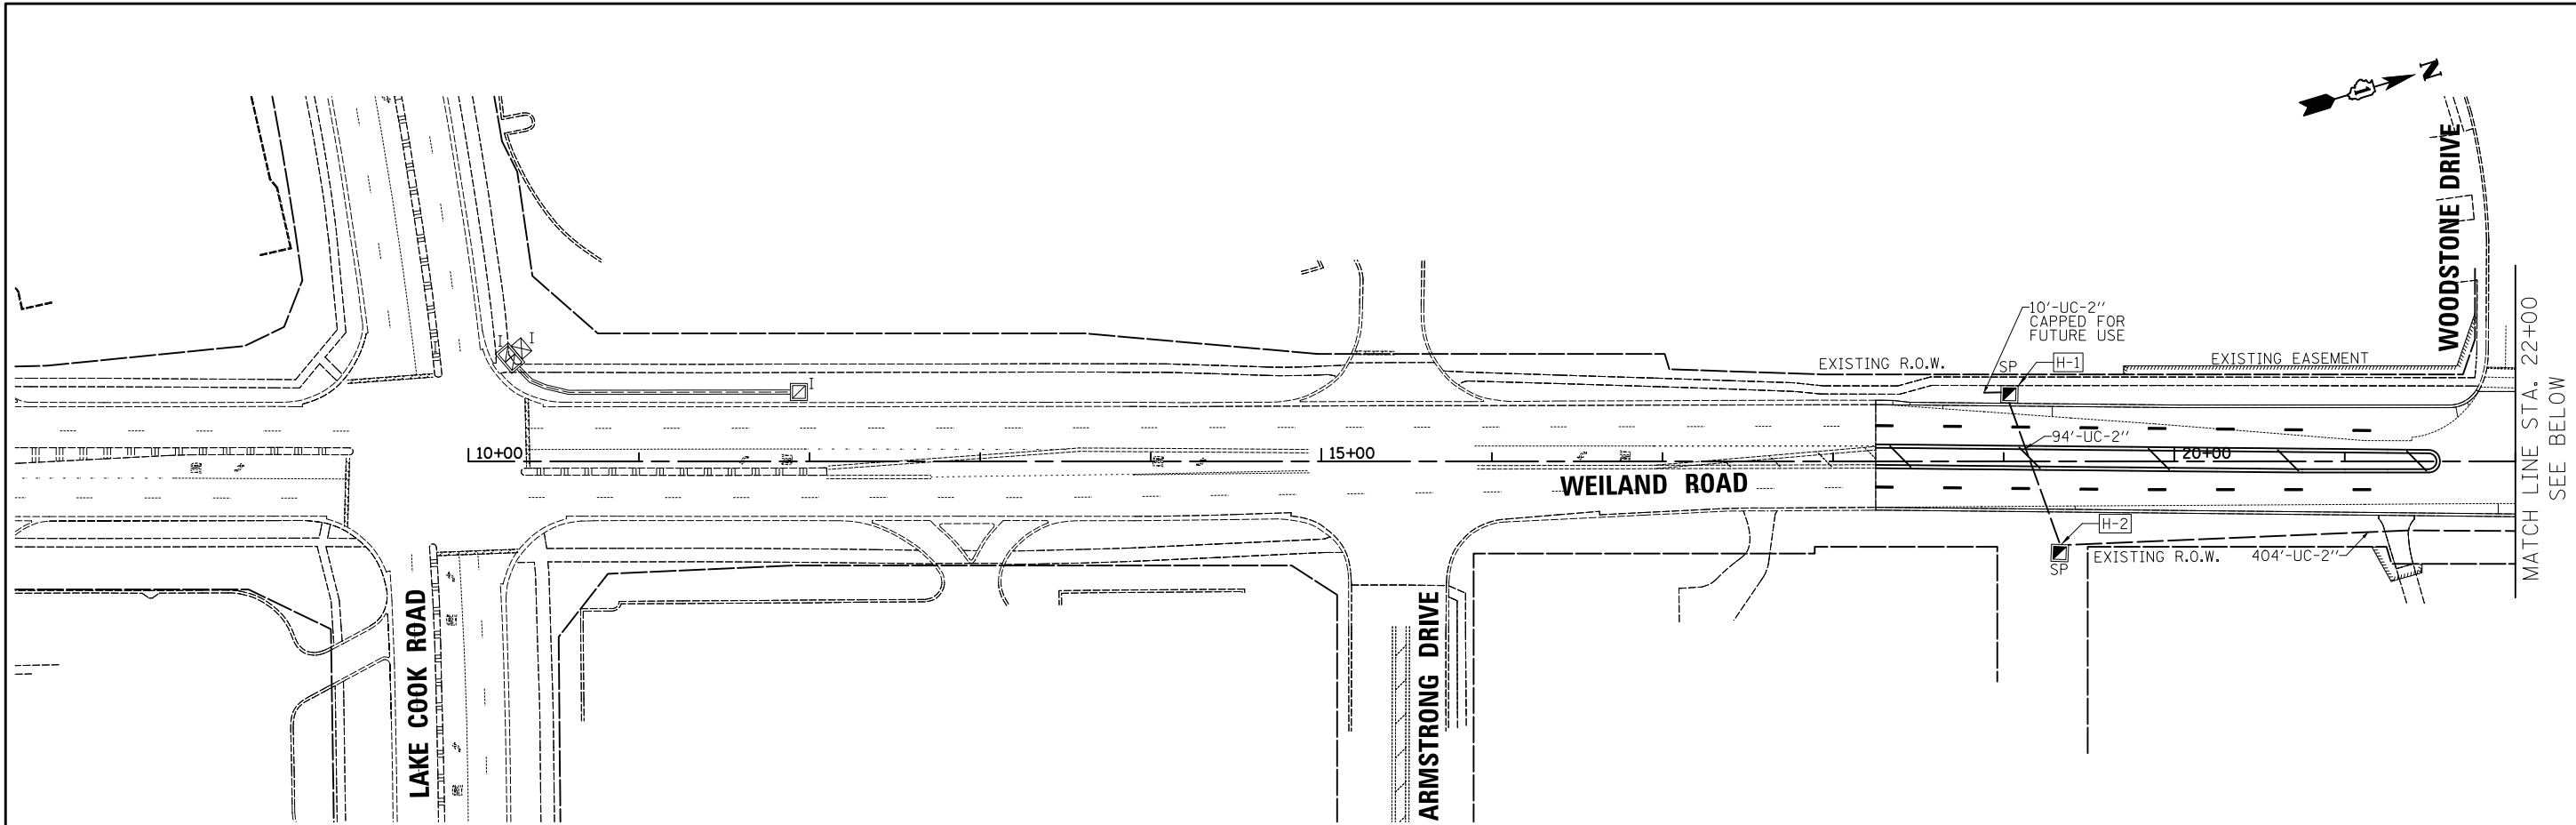 N
WOODSTONE DRIVE
10'-UC-2"
CAPPED FOR
FUTURE USE
EXISTING R.O.W.
SP
H-1
EXISTING EASEMENT
MATCH LINE STA. 22+00
SEE BELOW
I
I
I
10+00
15+00
20+00
94'-UC-2"
WEILAND ROAD
H-2
SP
EXISTING R.O.W.
404'-UC-2"
LAKE COOK ROAD
ARMSTRONG DRIVE